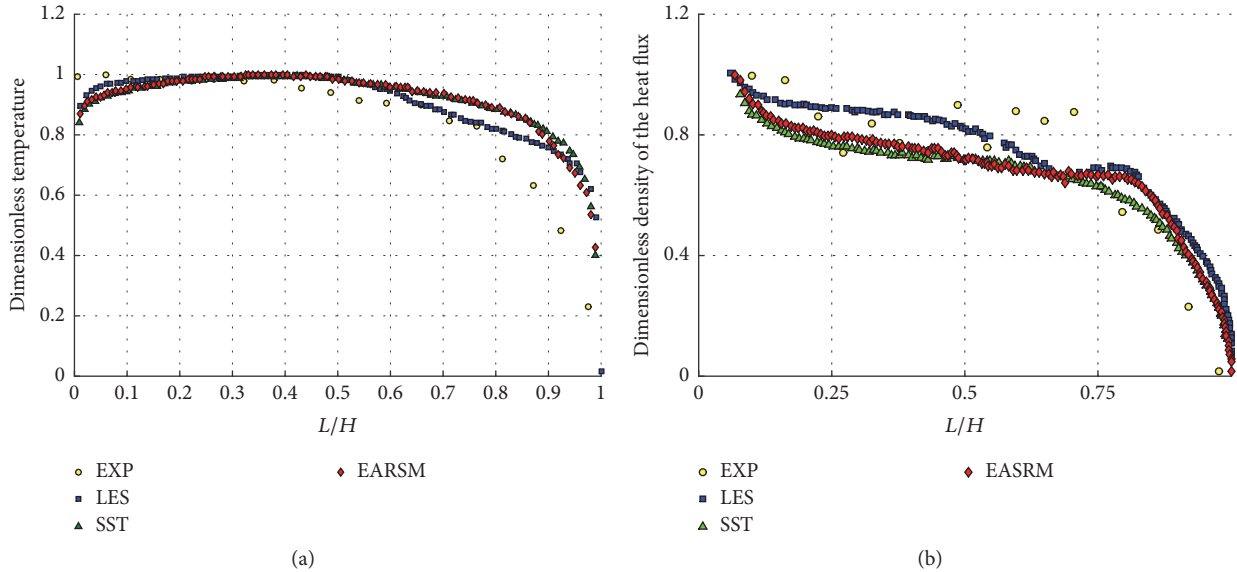 1.2
1
0.8
0.6
0.4
1
0.2
0
Dimensionless temperature
0 0.1 0.2 0.3 0.4 0.5 0.6 0.7 0.8 0.9 1
L/H
EXP
LES
SST
EARSM
(a)
1.2
1
0.8
0.4
0
Dimensionless density of the heat flux
0 0.25 0.5 0.75
L/H
EXP
LES
SST
EASRM
(b)